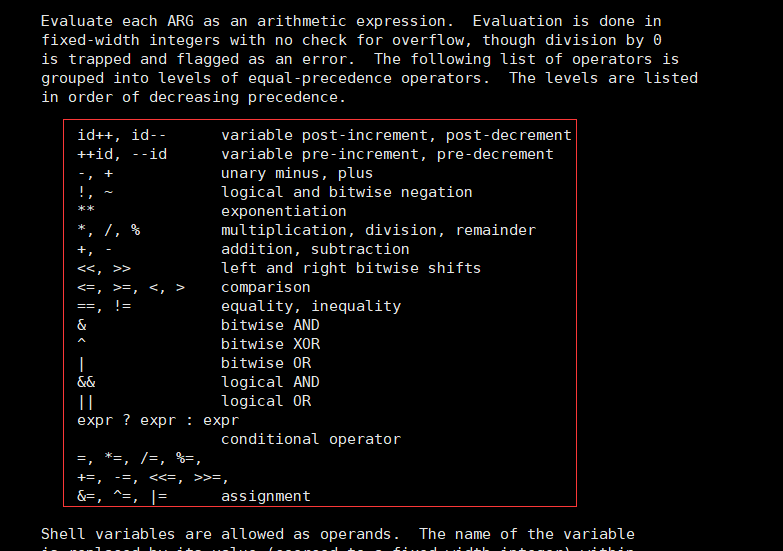 Evaluate each ARG as an arithmetic expression.  Evaluation is done in
fixed-width integers with no check for overflow, though division by 0
is trapped and flagged as an error.  The following list of operators is
grouped into levels of equal-precedence operators.  The levels are listed
in order of decreasing precedence.
id++, id--      variable post-increment, post-decrement
++id, --id      variable pre-increment, pre-decrement
-, +            unary minus, plus
!, ~            logical and bitwise negation
**              exponentiation
*, /, %         multiplication, division, remainder
+, -            addition, subtraction
<<, >>          left and right bitwise shifts
<=, >=, <, >    comparison
==, !=          equality, inequality
&               bitwise AND
^               bitwise XOR
|               bitwise OR
&&              logical AND
||              logical OR
expr ? expr : expr
                conditional operator
=, *=, /=, %=,
+=, -=, <<=, >>=,
&=, ^=, |=      assignment
Shell variables are allowed as operands.  The name of the variable
is replaced by its value (coerced to a fixed-width integer) within